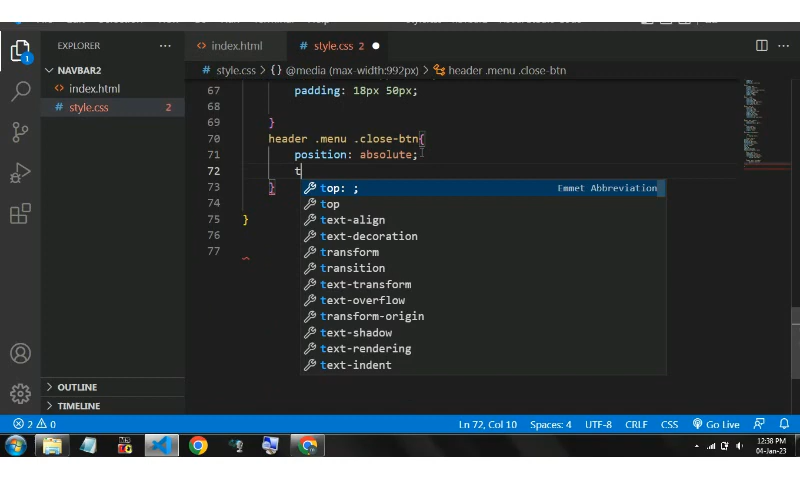 EXPLORER
index.html
# style.css 2
NAVBAR2
# style.css > {} @media (max-width:992px) > header .menu .close-btn
<> index.html
# style.css 2
67 padding: 18px 50px;
68
69 }
70 header .menu .close-btn{
71 position: absolute;
72 t
73 }
top: ; Emmet Abbreviation
top
74
75 }
76
77
text-align
text-decoration
transform
transition
text-transform
text-overflow
transform-origin
text-shadow
text-rendering
text-indent
OUTLINE
TIMELINE
2 0 Ln 72, Col 10 Spaces: 4 UTF-8 CRLF CSS Go Live
12:38 PM
04-Jan-23